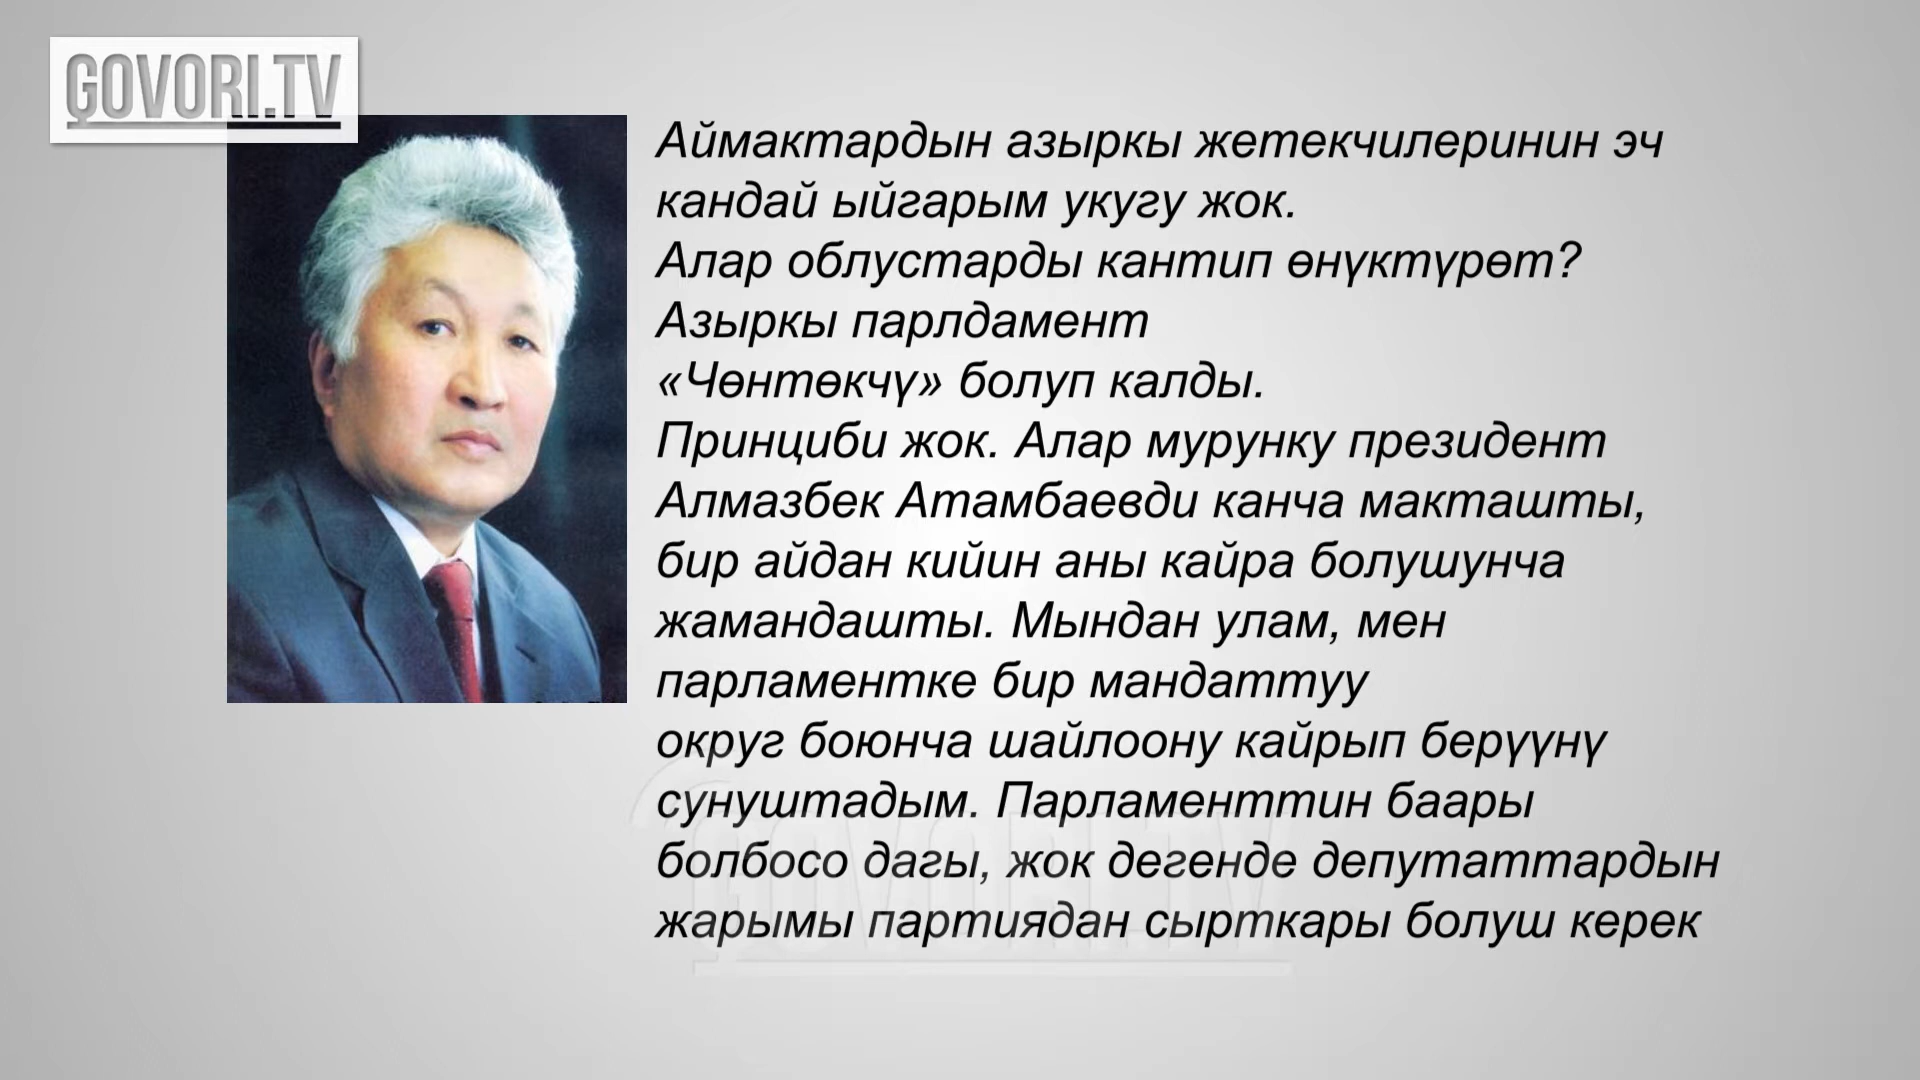 GOVORI.TV
Аймактардын азыркы жетекчилеринин эч
кандай ыйгарым укугу жок.
Алар облустарды кантип өнүктүрөт?
Азыркы парлдамент
«Чөнтөкчү» болуп калды.
Принциби жок. Алар мурунку президент
Алмазбек Атамбаевди канча макташты,
бир айдан кийин аны кайра болушунча
жамандашты. Мындан улам, мен
парламентке бир мандаттуу
округ боюнча шайлоону кайрып берүүнү
сунуштадым. Парламенттин баары
болбосо дагы, жок дегенде депутаттардын
жарымы партиядан сырткары болуш керек
GOVORI.TV